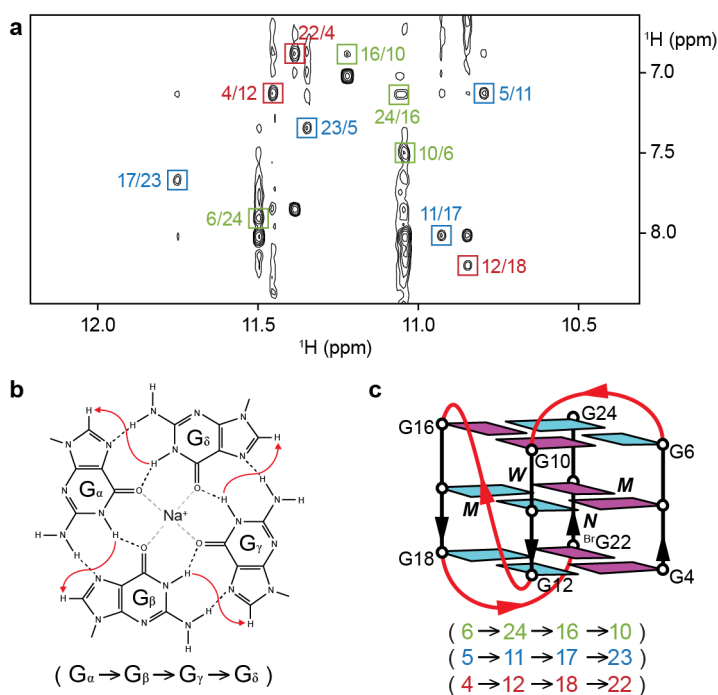 a
22/4
16/10
¹H (ppm)
7.0
4/12
24/16
5/11
23/5
7.5
10/6
17/23
6/24
11/17
8.0
12/18
12.0
11.5
11.0
10.5
¹H (ppm)
b
H
H
H
N
N
N
N
N
N
H
H
Gδ
N
N
O
N
H
N
Gα
O
O
H
N
H
N
N
N
H
Na⁺
N
H
O
O
Gγ
N
H
H
N
N
H
N
N
Gβ
N
N
N
N
H
H
H
( Gα → Gβ → Gγ → Gδ )
c
G16
G24
G10
G6
W
M
M
N
G18
ᴮʳG22
G12
G4
( 6 → 24 → 16 → 10 )
( 5 → 11 → 17 → 23 )
( 4 → 12 → 18 → 22 )